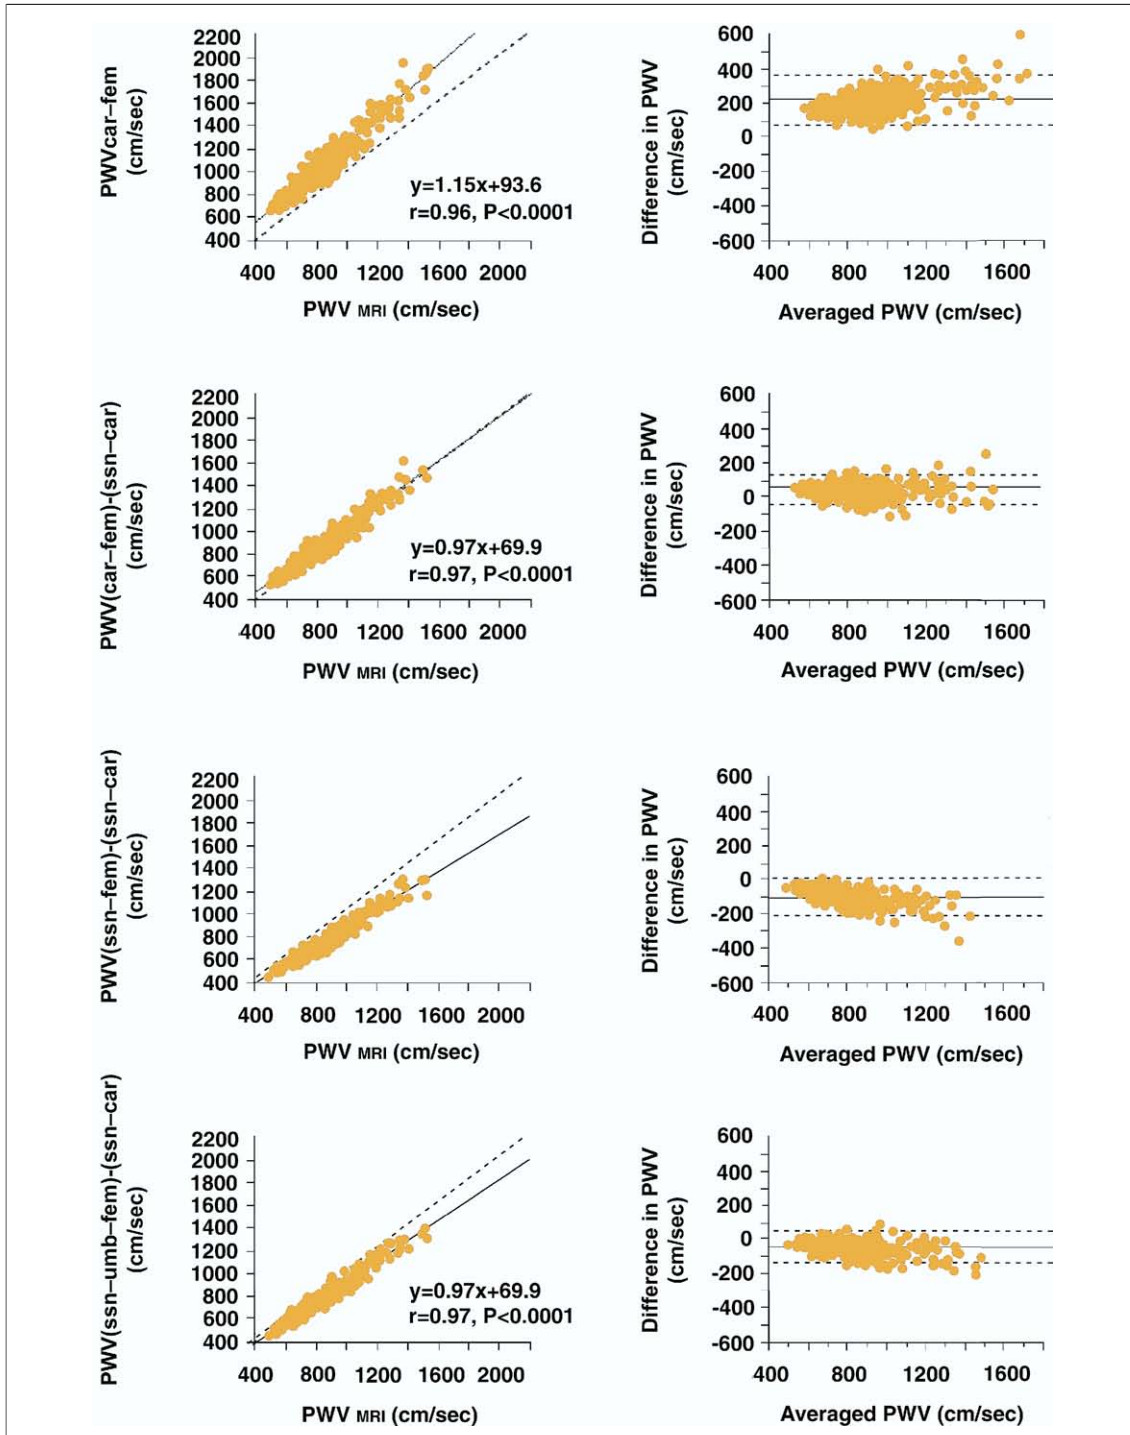 PWVcar–fem
(cm/sec)
2200
2000
1800
1600
1400
1200
1000
800
600
400
y=1.15x+93.6
r=0.96, P<0.0001
400 800 1200 1600 2000
PWV MRI (cm/sec)
Difference in PWV
(cm/sec)
600
400
200
0
-200
-400
-600
400 800 1200 1600
Averaged PWV (cm/sec)
PWV(car–fem)-(ssn–car)
(cm/sec)
2200
2000
1800
1600
1400
1200
1000
800
600
400
y=0.97x+69.9
r=0.97, P<0.0001
400 800 1200 1600 2000
PWV MRI (cm/sec)
Difference in PWV
(cm/sec)
600
400
200
0
-200
-400
-600
400 800 1200 1600
Averaged PWV (cm/sec)
PWV(ssn–fem)-(ssn–car)
(cm/sec)
2200
2000
1800
1400
1200
1000
800
600
400
400 800 1200 1600 2000
PWV MRI (cm/sec)
Difference in PWV
(cm/sec)
600
400
200
0
-200
-400
-600
400 800 1200 1600
Averaged PWV (cm/sec)
PWV(ssn–umb–fem)-(ssn–car)
(cm/sec)
2200
2000
1800
1600
1400
1200
1000
800
600
400
y=0.97x+69.9
r=0.97, P<0.0001
400 800 1200 1600 2000
PWV MRI (cm/sec)
Difference in PWV
(cm/sec)
600
400
200
0
-200
-400
-600
400 800 1200 1600
Averaged PWV (cm/sec)